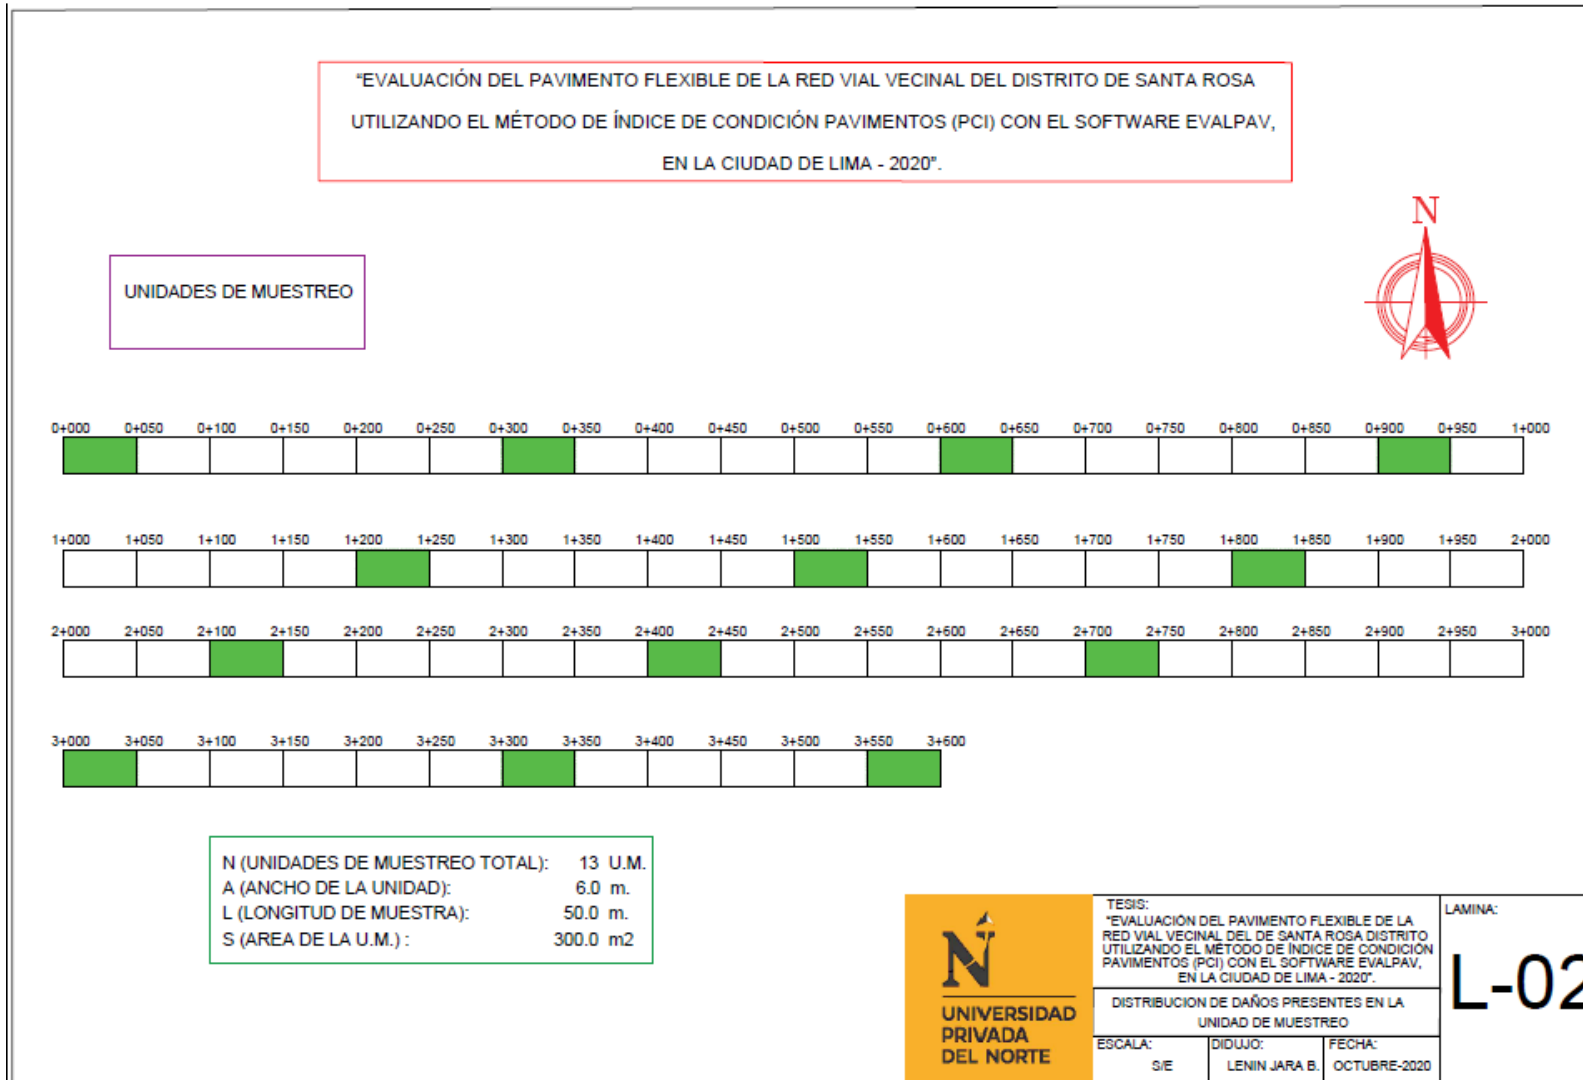 "EVALUACIÓN DEL PAVIMENTO FLEXIBLE DE LA RED VIAL VECINAL DEL DISTRITO DE SANTA ROSA
UTILIZANDO EL MÉTODO DE ÍNDICE DE CONDICIÓN PAVIMENTOS (PCI) CON EL SOFTWARE EVALPAV,
EN LA CIUDAD DE LIMA - 2020".
N
UNIDADES DE MUESTREO
0+000 0+050 0+100 0+150 0+200 0+250 0+300 0+350 0+400 0+450 0+500 0+550 0+600 0+650 0+700 0+750 0+800 0+850 0+900 0+950 1+000
1+000 1+050 1+100 1+150 1+200 1+250 1+300 1+350 1+400 1+450 1+500 1+550 1+600 1+650 1+700 1+750 1+800 1+850 1+900 1+950 2+000
2+000 2+050 2+100 2+150 2+200 2+250 2+300 2+350 2+400 2+450 2+500 2+550 2+600 2+650 2+700 2+750 2+800 2+850 2+900 2+950 3+000
3+000 3+050 3+100 3+150 3+200 3+250 3+300 3+350 3+400 3+450 3+500 3+550 3+600
N (UNIDADES DE MUESTREO TOTAL): 13 U.M.
A (ANCHO DE LA UNIDAD): 6.0 m.
L (LONGITUD DE MUESTRA): 50.0 m.
S (AREA DE LA U.M.) : 300.0 m2
N
UNIVERSIDAD
PRIVADA
DEL NORTE
TESIS:
"EVALUACIÓN DEL PAVIMENTO FLEXIBLE DE LA
RED VIAL VECINAL DEL DE SANTA ROSA DISTRITO
UTILIZANDO EL MÉTODO DE ÍNDICE DE CONDICIÓN
PAVIMENTOS (PCI) CON EL SOFTWARE EVALPAV,
EN LA CIUDAD DE LIMA - 2020".
DISTRIBUCION DE DAÑOS PRESENTES EN LA
UNIDAD DE MUESTREO
ESCALA:
S/E
DIDUJO:
LENIN JARA B.
FECHA:
OCTUBRE-2020
LAMINA:
L-02